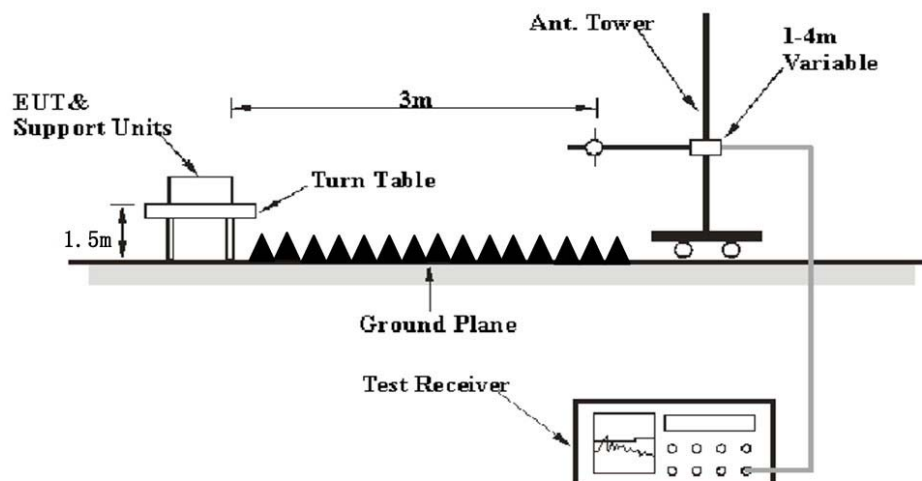 Ant. Tower
1-4m
Variable
EUT&
Support Units
3m
Turn Table
1.5m
Ground Plane
Test Receiver